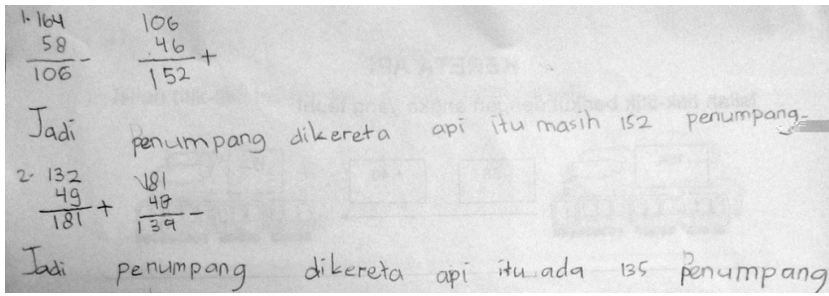 1. 164 106
58 46
106 - 152 +
Jadi penumpang dikereta api itu masih 152 penumpang.
2. 132 181
49 48
181 + 139 -
Jadi penumpang dikereta api itu ada 135 penumpang